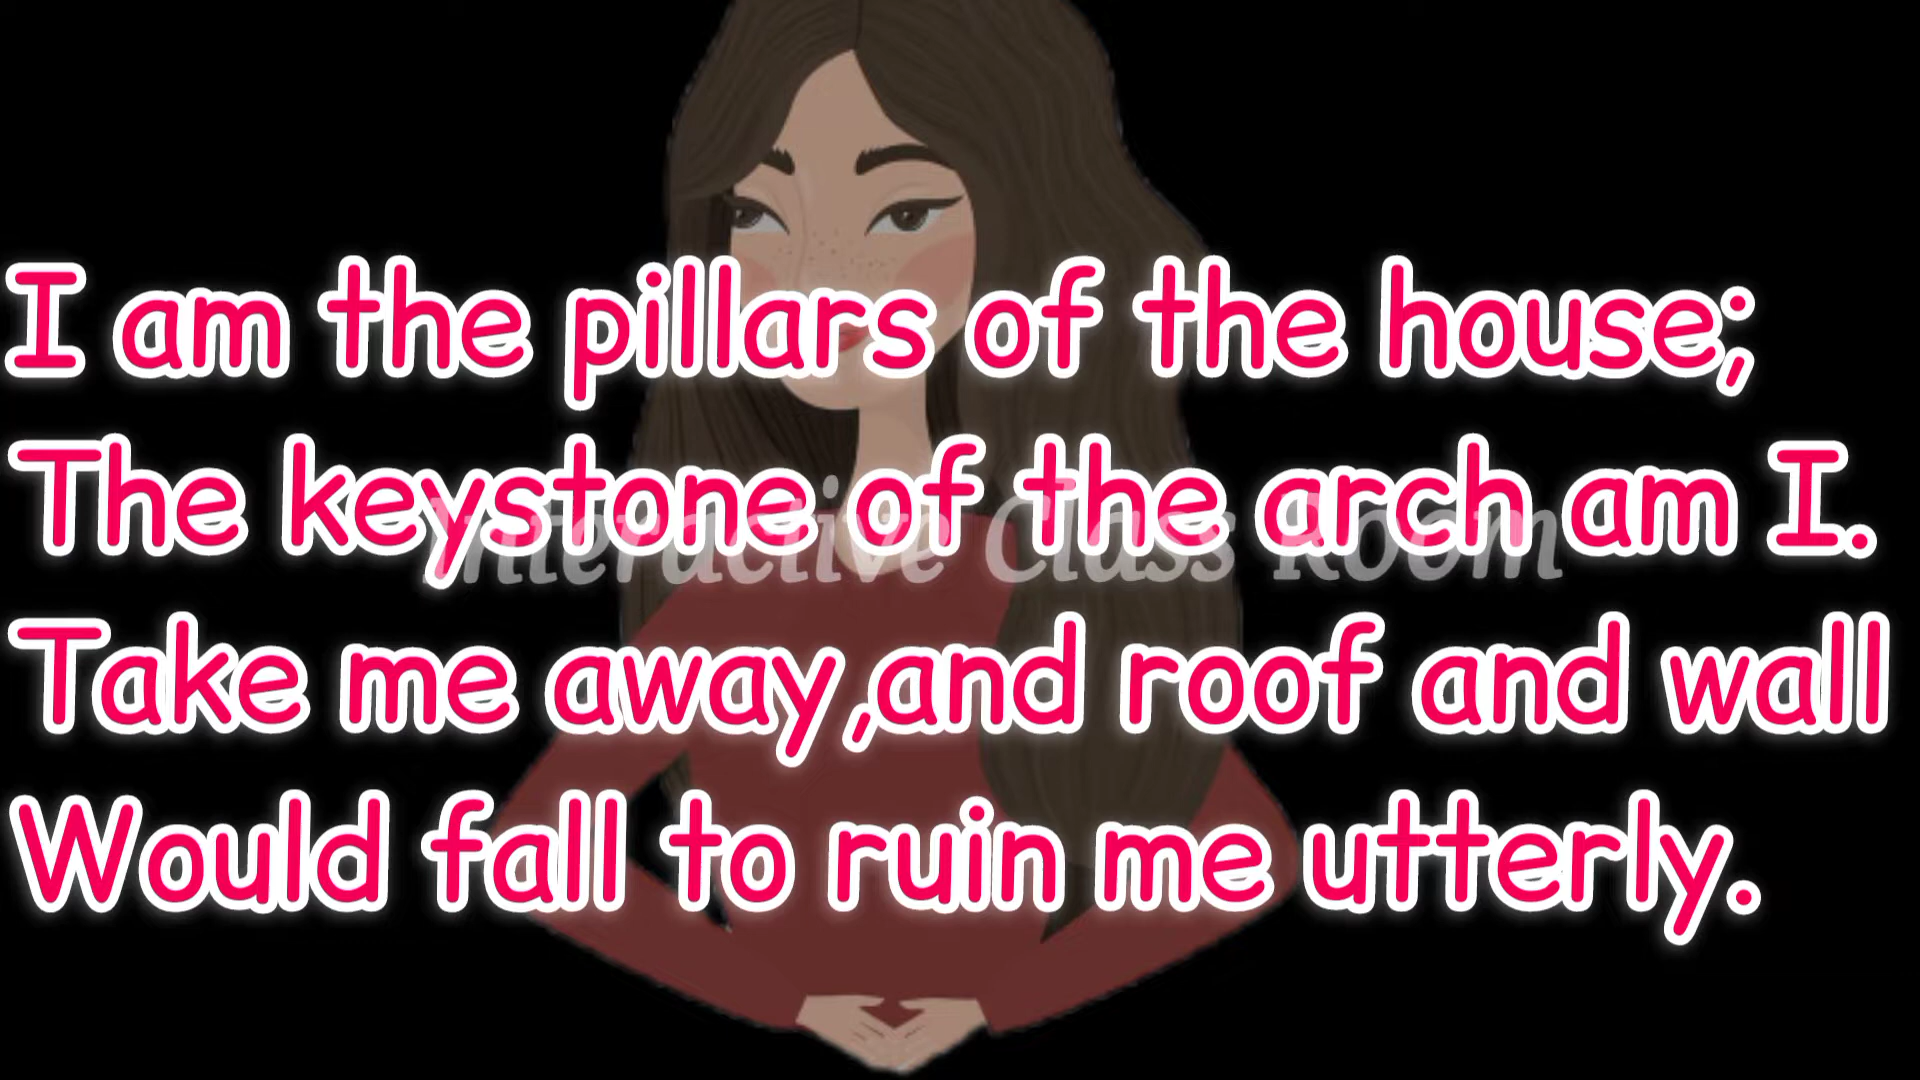 I am the pillars of the house;
The keystone of the arch am I.
Interactive Class Room
Take me away,and roof and wall
Would fall to ruin me utterly.